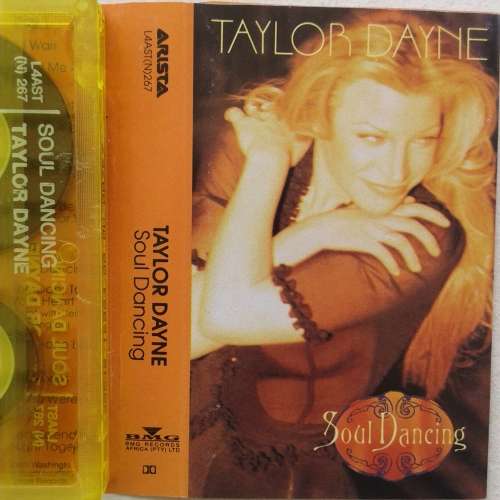 TAYLOR DAYNE
Soul Dancing
ARISTA
L4AST(N)267
TAYLOR DAYNE
Soul Dancing
BMG
BMG RECORDS
AFRICA (PTY) LTD
L4AST
(N) 267
SOUL DANCING
TAYLOR DAYNE